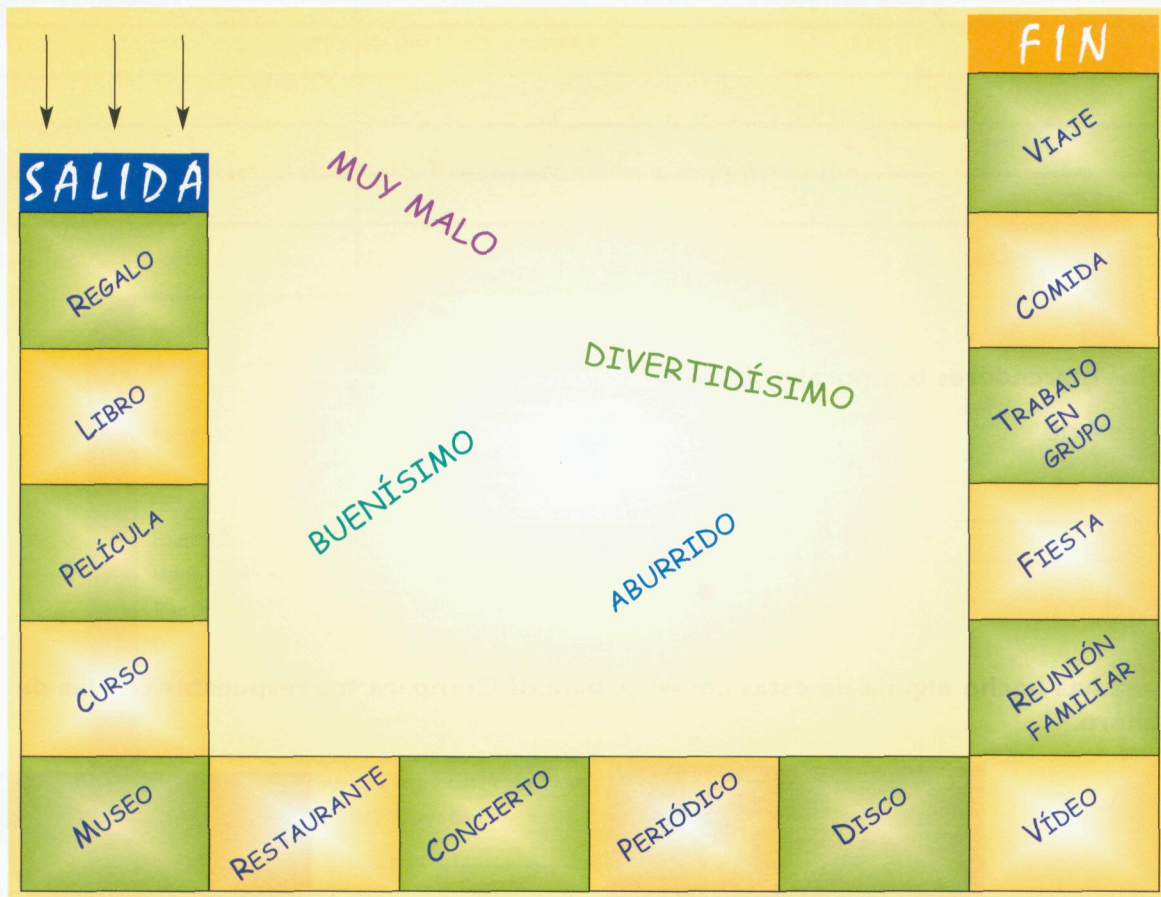 SALIDA
REGALO
LIBRO
PELÍCULA
CURSO
MUSEO
RESTAURANTE
CONCIERTO
PERIÓDICO
DISCO
VÍDEO
REUNIÓN
FAMILIAR
FIESTA
TRABAJO
EN
GRUPO
COMIDA
VIAJE
FIN
MUY MALO
DIVERTIDÍSIMO
BUENÍSIMO
ABURRIDO